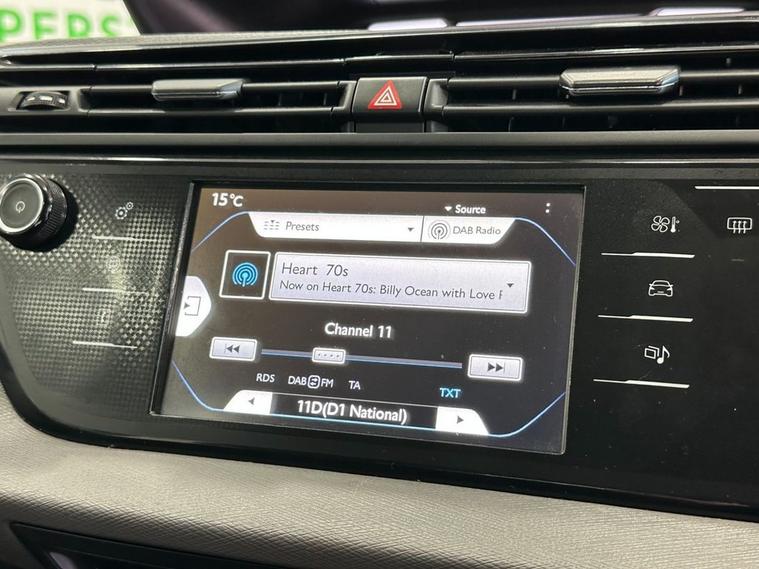 PERS
15°C
Source
Presets
DAB Radio
Heart 70s
Now on Heart 70s: Billy Ocean with Love
Channel 11
RDS DAB FM TA
TXT
11D(D1 National)